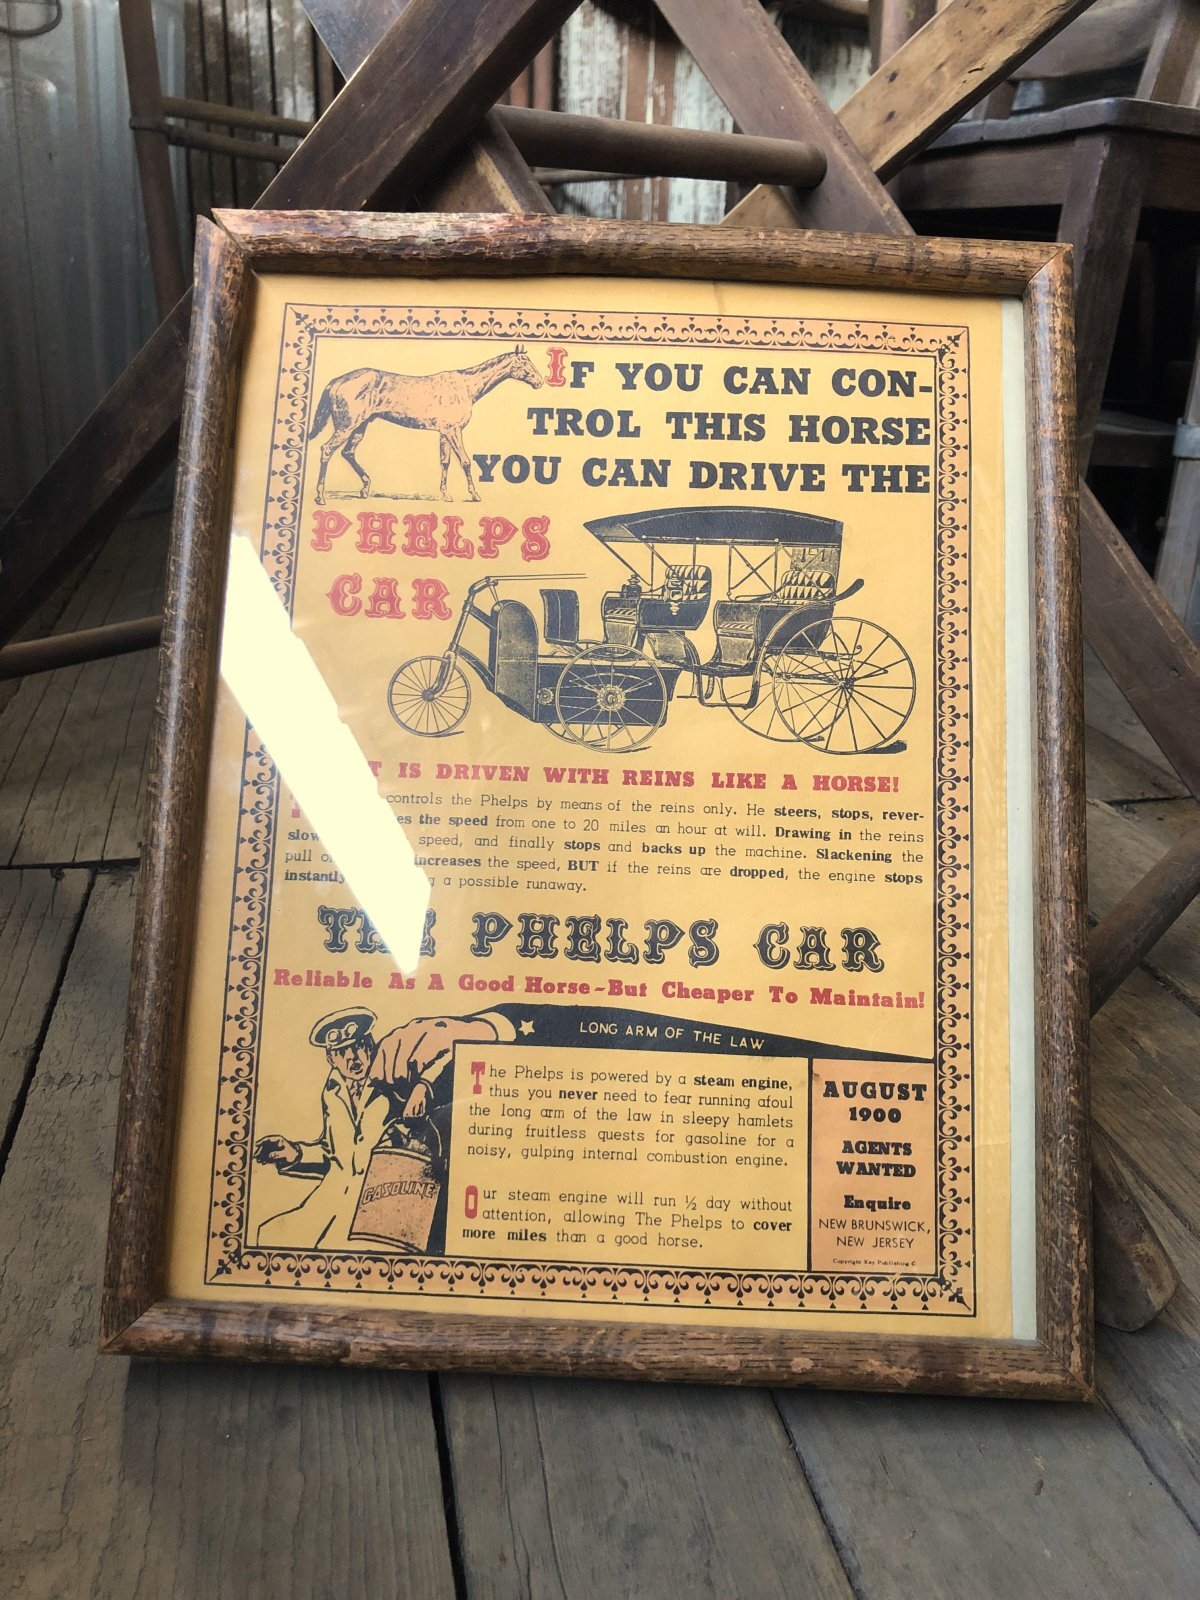 IF YOU CAN CON-
TROL THIS HORSE
YOU CAN DRIVE THE
PHELPS
CAR
IS DRIVEN WITH REINS LIKE A HORSE!
controls the Phelps by means of the reins only. He steers, stops, rever-
the speed from one to 20 miles an hour at will. Drawing in the reins
speed, and finally stops and backs up the machine. Slackening the
pull increases the speed, BUT if the reins are dropped, the engine stops
instantly a possible runaway.
THE PHELPS CAR
Reliable As A Good Horse-But Cheaper To Maintain!
LONG ARM OF THE LAW
GASOLINE
The Phelps is powered by a steam engine,
thus you never need to fear running afoul
the long arm of the law in sleepy hamlets
during fruitless quests for gasoline for a
noisy, gulping internal combustion engine.
Our steam engine will run ½ day without
attention, allowing The Phelps to cover
more miles than a good horse.
AUGUST
1900
AGENTS
WANTED
Enquire
NEW BRUNSWICK,
NEW JERSEY
Copyright Ray Publishing ©